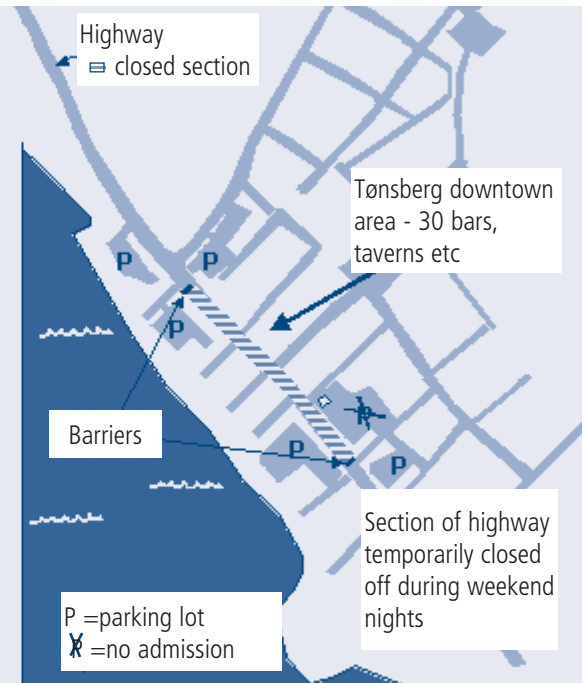 Highway
closed section
Tønsberg downtown
area - 30 bars,
taverns etc
P
P
P
Barriers
P
P
P
Section of highway
temporarily closed
off during weekend
nights
P =parking lot
P =no admission